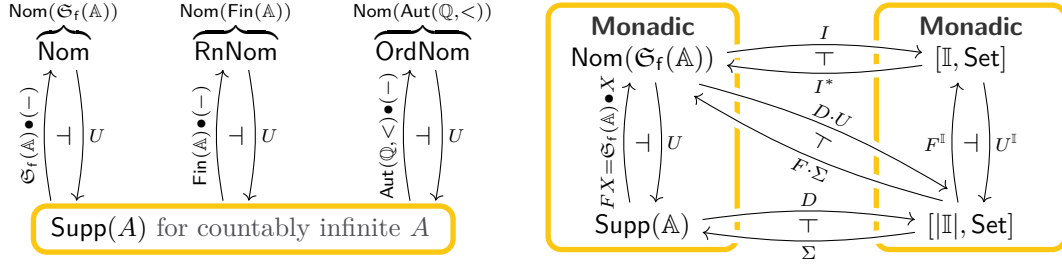 Nom(𝔖_f(𝔸)) Nom(Fin(𝔸)) Nom(Aut(ℚ,<))
Nom RnNom OrdNom
𝔖_f(𝔸)●(−) ⊣ U Fin(𝔸)●(−) ⊣ U Aut(ℚ,<)●(−) ⊣ U
Supp(A) for countably infinite A
Monadic Monadic
Nom(𝔖_f(𝔸)) I ⊤ I* [𝕀, Set]
FX=𝔖_f(𝔸)●X ⊣ U
D·U ⊤ F·Σ
F^𝕀 ⊣ U^𝕀
Supp(𝔸) D ⊤ Σ [|𝕀|, Set]